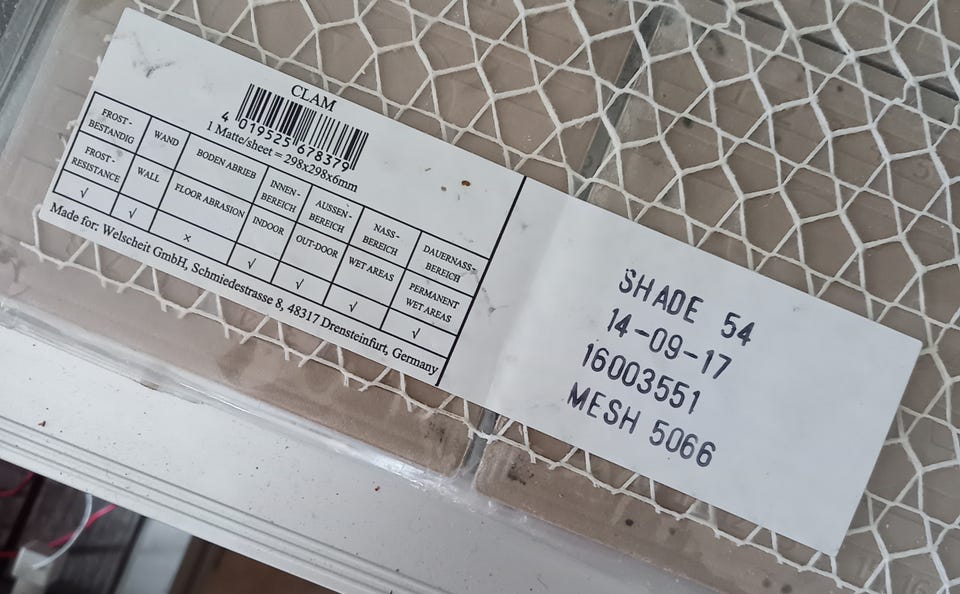 CLAM
4 019525 678379
1 Matte/sheet = 298x298x6mm
FROST-
BESTANDIG
WAND
BODEN ABRIEB
INNEN-
BEREICH
AUSSEN-
BEREICH
NASS-
BEREICH
DAUERNASS-
BEREICH
FROST-
RESISTANCE
WALL
FLOOR ABRASION
INDOOR
OUT-DOOR
WET AREAS
PERMANENT
WET AREAS
√ √ x √ √ √ √
Made for: Welscheit GmbH, Schmiedestrasse 8, 48317 Drensteinfurt, Germany
SHADE 54
14-09-17
16003551
MESH 5066